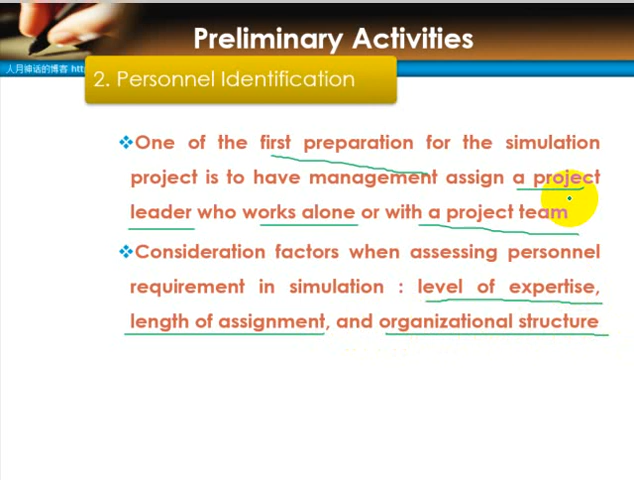 Preliminary Activities
人月神话的博客 htt
2. Personnel Identification
One of the first preparation for the simulation
project is to have management assign a project
leader who works alone or with a project team
Consideration factors when assessing personnel
requirement in simulation : level of expertise,
length of assignment, and organizational structure